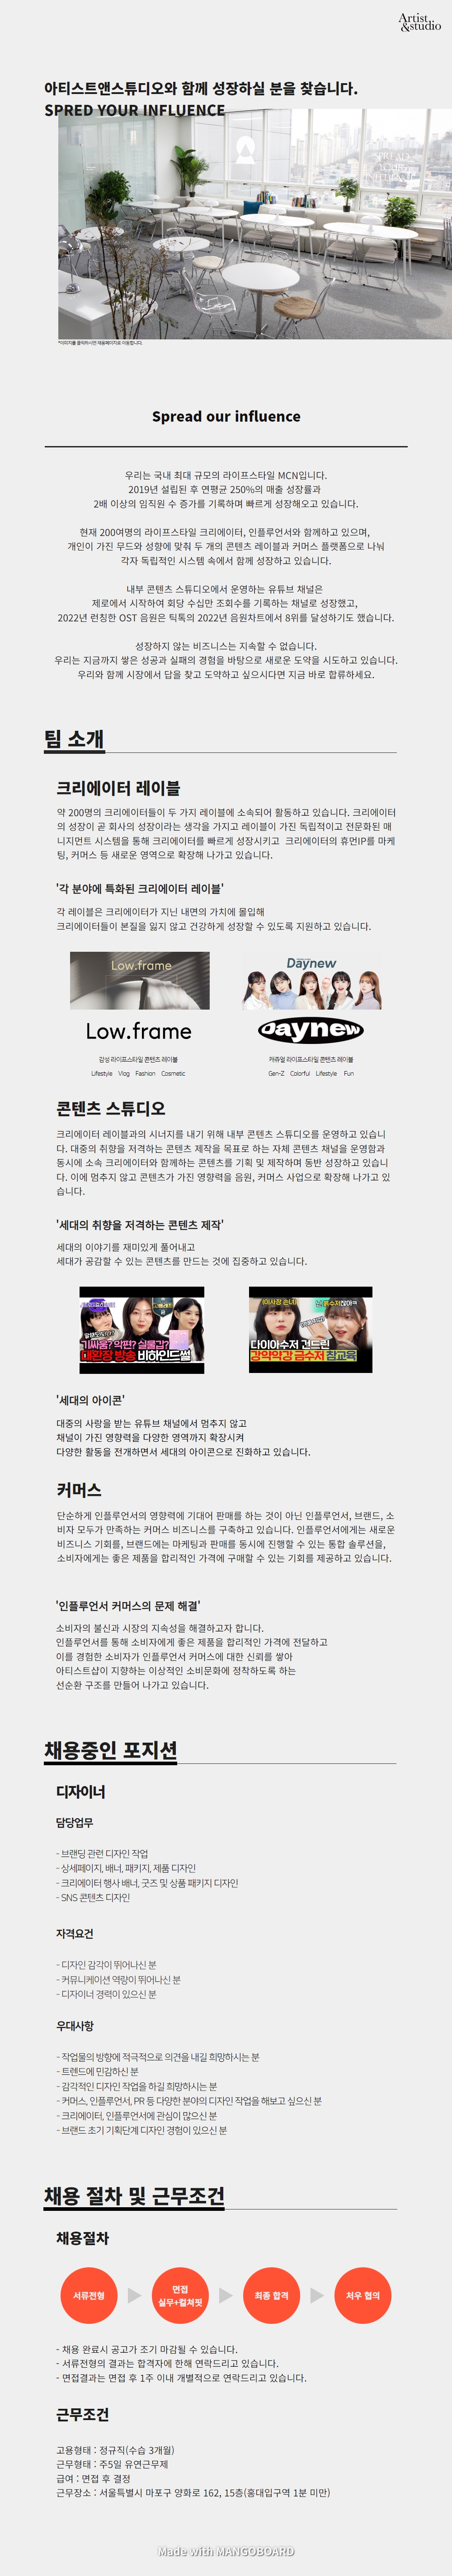 Artist
&studio
아티스트앤스튜디오와 함께 성장하실 분을 찾습니다.
SPRED YOUR INFLUENCE
SPREAD
YOUR
*이미지를 클릭하시면 채용페이지로 이동합니다.
Spread our influence
우리는 국내 최대 규모의 라이프스타일 MCN입니다.
2019년 설립된 후 연평균 250%의 매출 성장률과
2배 이상의 임직원 수 증가를 기록하며 빠르게 성장해오고 있습니다.
현재 200여명의 라이프스타일 크리에이터, 인플루언서와 함께하고 있으며,
개인이 가진 무드와 성향에 맞춰 두 개의 콘텐츠 레이블과 커머스 플랫폼으로 나눠
각자 독립적인 시스템 속에서 함께 성장하고 있습니다.
내부 콘텐츠 스튜디오에서 운영하는 유튜브 채널은
제로에서 시작하여 회당 수십만 조회수를 기록하는 채널로 성장했고,
2022년 런칭한 OST 음원은 틱톡의 2022년 음원차트에서 8위를 달성하기도 했습니다.
성장하지 않는 비즈니스는 지속할 수 없습니다.
우리는 지금까지 쌓은 성공과 실패의 경험을 바탕으로 새로운 도약을 시도하고 있습니다.
우리와 함께 시장에서 답을 찾고 도약하고 싶으시다면 지금 바로 합류하세요.
팀 소개
크리에이터 레이블
약 200명의 크리에이터들이 두 가지 레이블에 소속되어 활동하고 있습니다. 크리에이터
의 성장이 곧 회사의 성장이라는 생각을 가지고 레이블이 가진 독립적이고 전문화된 매
니지먼트 시스템을 통해 크리에이터를 빠르게 성장시키고 크리에이터의 휴먼IP를 마케
팅, 커머스 등 새로운 영역으로 확장해 나가고 있습니다.
'각 분야에 특화된 크리에이터 레이블'
각 레이블은 크리에이터가 지닌 내면의 가치에 몰입해
크리에이터들이 본질을 잃지 않고 건강하게 성장할 수 있도록 지원하고 있습니다.
Low.frame
Daynew
Low.frame
Daynew
감성 라이프스타일 콘텐츠 레이블
캐쥬얼 라이프스타일 콘텐츠 레이블
Lifestyle Vlog Fashion Cosmetic
Gen-Z Colorful Lifestyle Fun
콘텐츠 스튜디오
크리에이터 레이블과의 시너지를 내기 위해 내부 콘텐츠 스튜디오를 운영하고 있습니
다. 대중의 취향을 저격하는 콘텐츠 제작을 목표로 하는 자체 콘텐츠 채널을 운영함과
동시에 소속 크리에이터와 함께하는 콘텐츠를 기획 및 제작하며 동반 성장하고 있습니
다. 이에 멈추지 않고 콘텐츠가 가진 영향력을 음원, 커머스 사업으로 확장해 나가고 있
습니다.
'세대의 취향을 저격하는 콘텐츠 제작'
세대의 이야기를 재미있게 풀어내고
세대가 공감할 수 있는 콘텐츠를 만드는 것에 집중하고 있습니다.
기싸움? 악편? 실물갑?
대환장 방송 비하인드썰
(이사장 손녀)
다이아수저 건드린
강약약강 금수저 참교육
'세대의 아이콘'
대중의 사랑을 받는 유튜브 채널에서 멈추지 않고
채널이 가진 영향력을 다양한 영역까지 확장시켜
다양한 활동을 전개하면서 세대의 아이콘으로 진화하고 있습니다.
커머스
단순하게 인플루언서의 영향력에 기대어 판매를 하는 것이 아닌 인플루언서, 브랜드, 소
비자 모두가 만족하는 커머스 비즈니스를 구축하고 있습니다. 인플루언서에게는 새로운
비즈니스 기회를, 브랜드에는 마케팅과 판매를 동시에 진행할 수 있는 통합 솔루션을,
소비자에게는 좋은 제품을 합리적인 가격에 구매할 수 있는 기회를 제공하고 있습니다.
'인플루언서 커머스의 문제 해결'
소비자의 불신과 시장의 지속성을 해결하고자 합니다.
인플루언서를 통해 소비자에게 좋은 제품을 합리적인 가격에 전달하고
이를 경험한 소비자가 인플루언서 커머스에 대한 신뢰를 쌓아
아티스트샵이 지향하는 이상적인 소비문화에 정착하도록 하는
선순환 구조를 만들어 나가고 있습니다.
채용중인 포지션
디자이너
담당업무
- 브랜딩 관련 디자인 작업
- 상세페이지, 배너, 패키지, 제품 디자인
- 크리에이터 행사 배너, 굿즈 및 상품 패키지 디자인
- SNS 콘텐츠 디자인
자격요건
- 디자인 감각이 뛰어나신 분
- 커뮤니케이션 역량이 뛰어나신 분
- 디자이너 경력이 있으신 분
우대사항
- 작업물의 방향에 적극적으로 의견을 내길 희망하시는 분
- 트렌드에 민감하신 분
- 감각적인 디자인 작업을 하길 희망하시는 분
- 커머스, 인플루언서, PR 등 다양한 분야의 디자인 작업을 해보고 싶으신 분
- 크리에이터, 인플루언서에 관심이 많으신 분
- 브랜드 초기 기획단계 디자인 경험이 있으신 분
채용 절차 및 근무조건
채용절차
서류전형
면접
실무+컬쳐핏
최종 합격
처우 협의
- 채용 완료시 공고가 조기 마감될 수 있습니다.
- 서류전형의 결과는 합격자에 한해 연락드리고 있습니다.
- 면접결과는 면접 후 1주 이내 개별적으로 연락드리고 있습니다.
근무조건
고용형태 : 정규직(수습 3개월)
근무형태 : 주5일 유연근무제
급여 : 면접 후 결정
근무장소 : 서울특별시 마포구 양화로 162, 15층(홍대입구역 1분 미만)
Made with MANGOBOARD